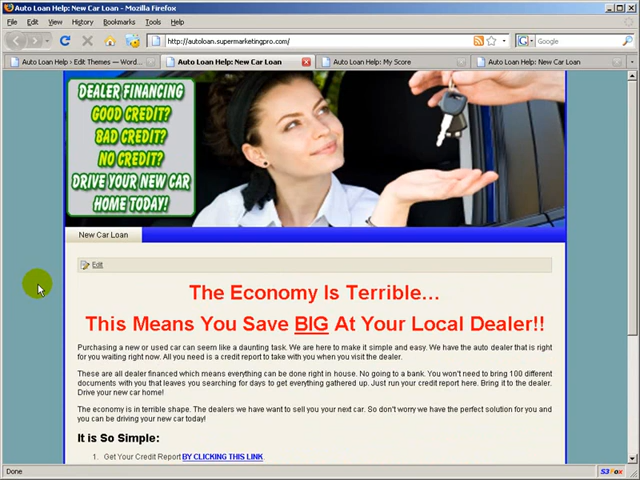 Auto Loan Help: New Car Loan - Mozilla Firefox
File Edit View History Bookmarks Tools Help
http://autoloan.supermarketingpro.com/
Google
Auto Loan Help › Edit Themes — Word...
Auto Loan Help: New Car Loan
Auto Loan Help: My Score
Auto Loan Help: New Car Loan
DEALER FINANCING
GOOD CREDIT?
BAD CREDIT?
NO CREDIT?
DRIVE YOUR NEW CAR
HOME TODAY!
New Car Loan
Edit
The Economy Is Terrible...
This Means You Save BIG At Your Local Dealer!!
Purchasing a new or used car can seem like a daunting task. We are here to make it simple and easy. We have the auto dealer that is right
for you waiting right now. All you need is a credit report to take with you when you visit the dealer.
These are all dealer financed which means everything can be done right in house. No going to a bank. You won't need to bring 100 different
documents with you that leaves you searching for days to get everything gathered up. Just run your credit report here. Bring it to the dealer.
Drive your new car home!
The economy is in terrible shape. The dealers we have want to sell you your next car. So don't worry we have the perfect solution for you and
you can be driving your new car today!
It is So Simple:
1. Get Your Credit Report BY CLICKING THIS LINK
Done
S3Fox